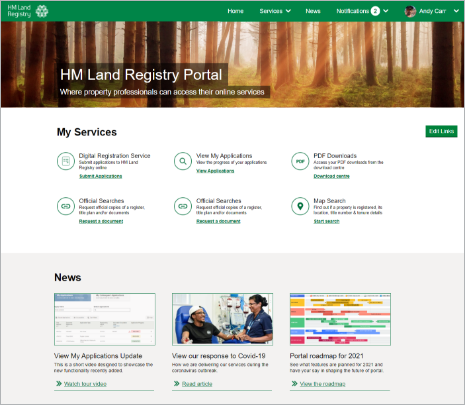 HM Land
Registry
Home Services News Notifications 2 Andy Carr
HM Land Registry Portal
Where property professionals can access their online services
My Services
Edit Links
Digital Registration Service
Submit applications to HM Land
Registry online
Submit Applications
View My Applications
View the progress of your applications
View Applications
PDF
PDF Downloads
Access your PDF downloads from the
download centre
Download centre
Official Searches
Request official copies of a register,
title plan and/or documents
Request a document
Official Searches
Request official copies of a register,
title plan and/or documents
Request a document
Map Search
Find out if a property is registered, its
location, title number & tenure details
Start search
News
View My Applications Update
This is a short video designed to showcase the
new functionality recently added.
Watch tour video
View our response to Covid-19
How we are delivering our services during the
coronavirus outbreak.
Read article
Portal roadmap for 2021
See what features are planned for 2021 and
have your say in shaping the future of portal.
View the roadmap